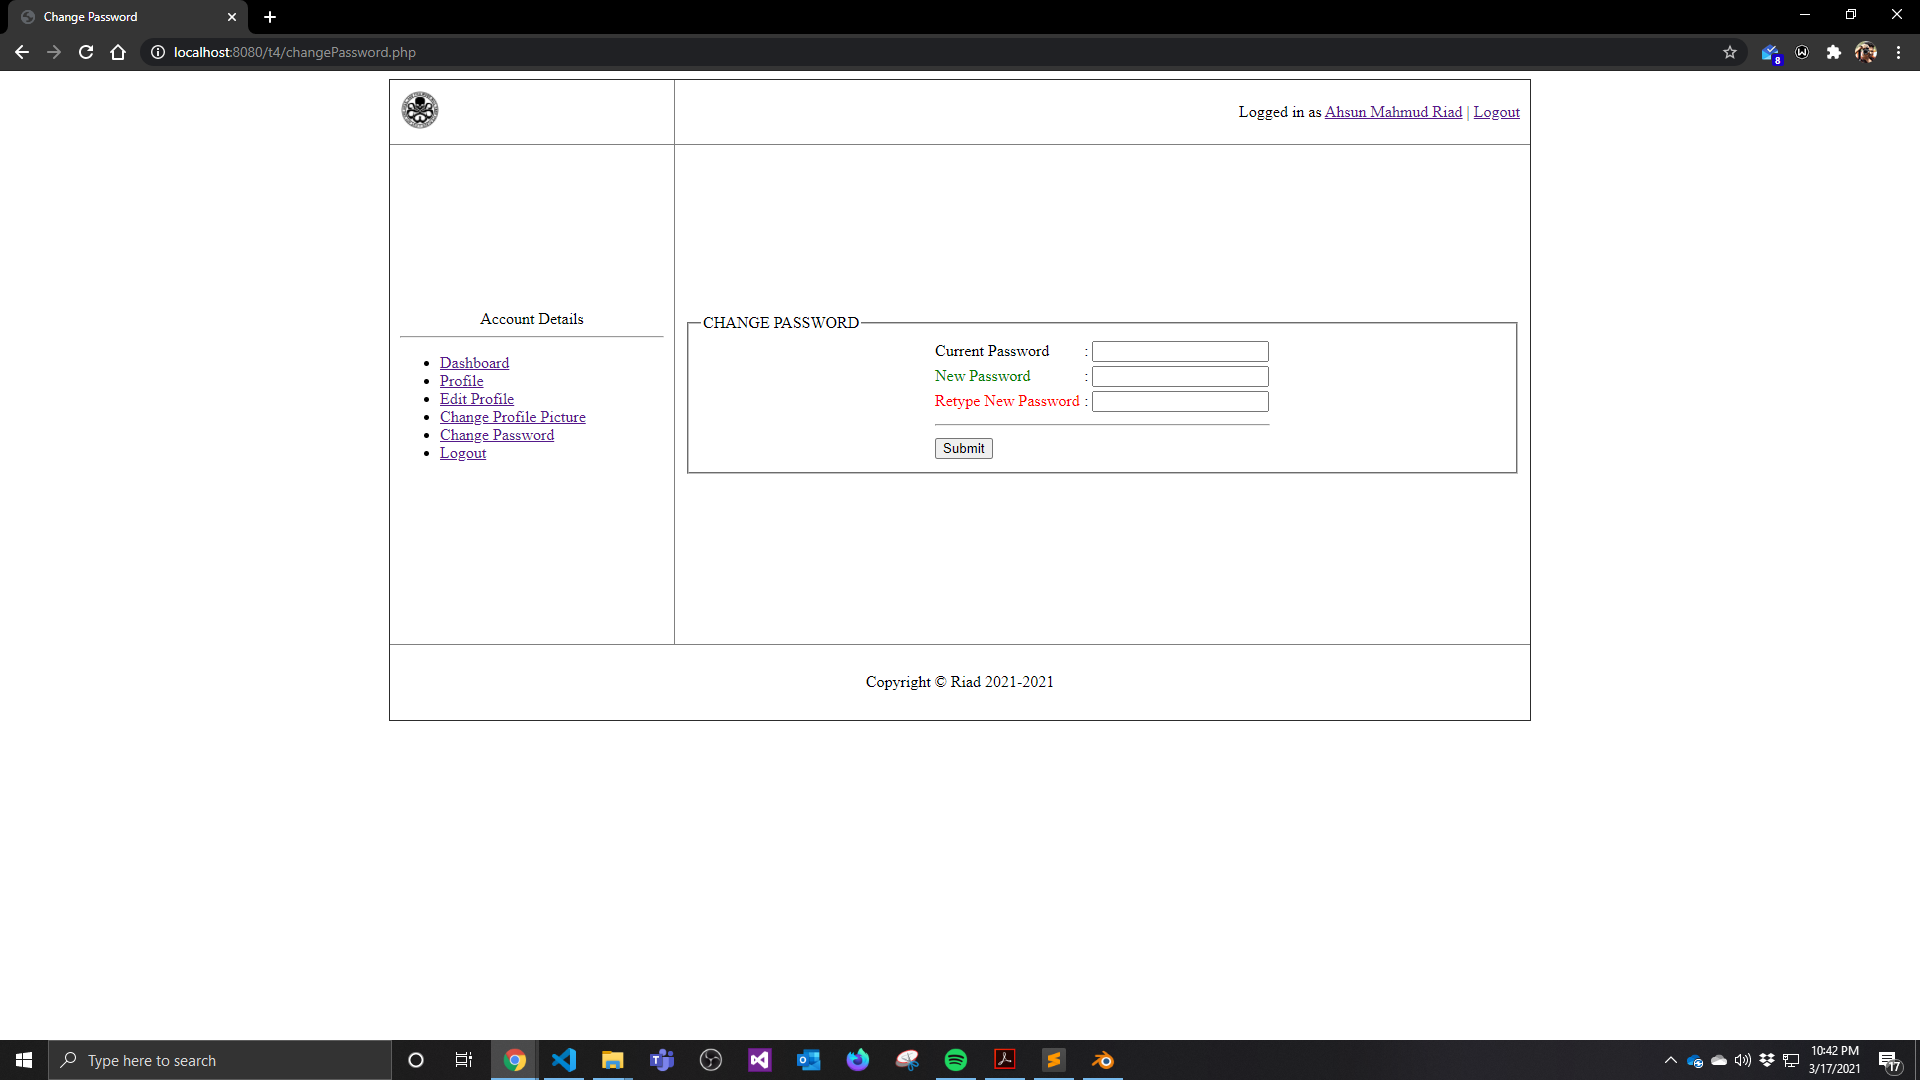 Change Password
localhost:8080/t4/changePassword.php
8
Logged in as Ahsun Mahmud Riad | Logout
Account Details
Dashboard
Profile
Edit Profile
Change Profile Picture
Change Password
Logout
CHANGE PASSWORD
Current Password :
New Password :
Retype New Password :
Submit
Copyright © Riad 2021-2021
Type here to search
10:42 PM
3/17/2021
17